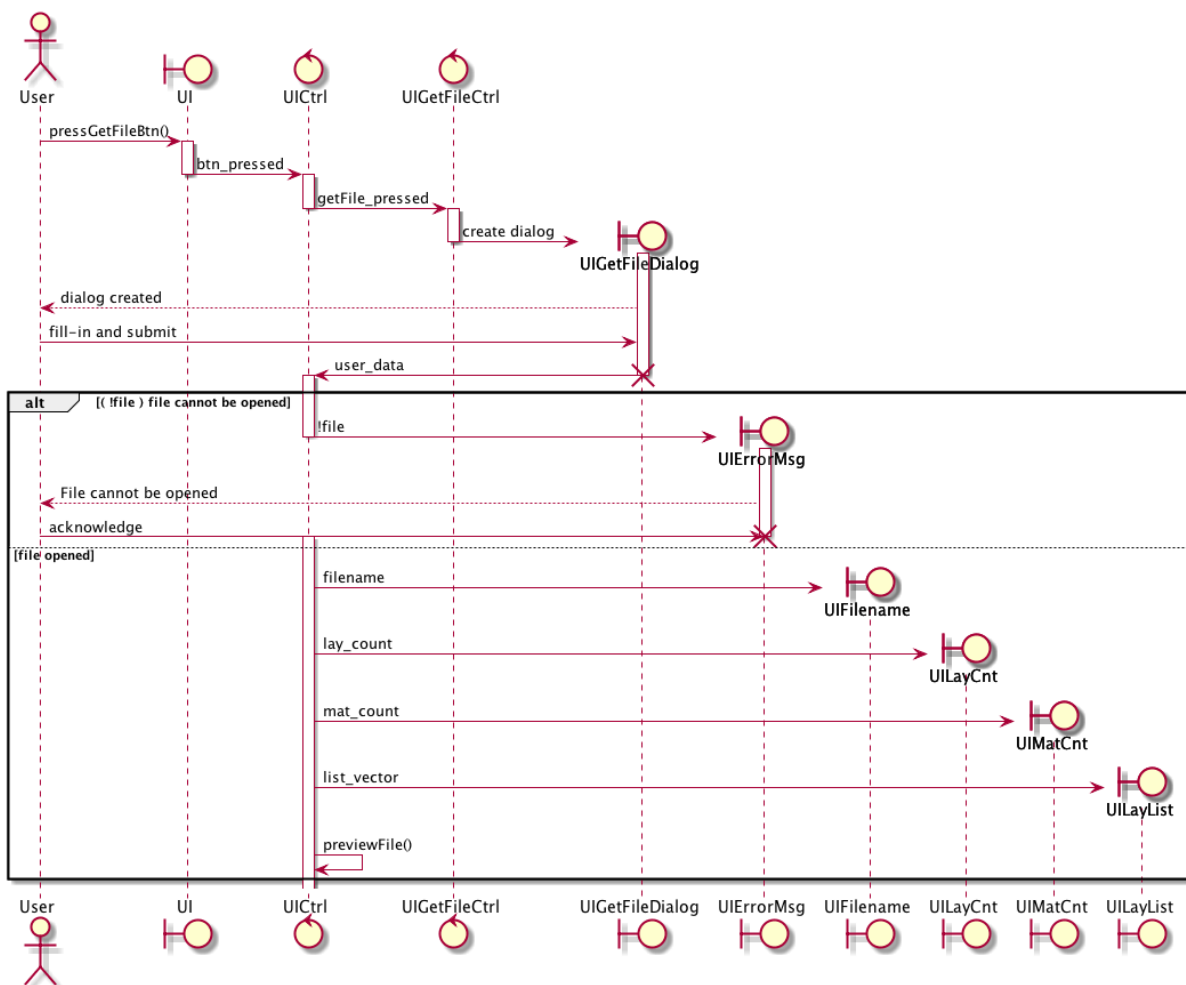 User
UI
UICtrl
UIGetFileCtrl
pressGetFileBtn()
btn_pressed
getFile_pressed
create dialog
UIGetFileDialog
dialog created
fill-in and submit
user_data
alt [( !file ) file cannot be opened]
!file
UIErrorMsg
File cannot be opened
acknowledge
[file opened]
filename
UIFilename
lay_count
UILayCnt
mat_count
UIMatCnt
list_vector
UILayList
previewFile()
User UI UICtrl UIGetFileCtrl UIGetFileDialog UIErrorMsg UIFilename UILayCnt UIMatCnt UILayList